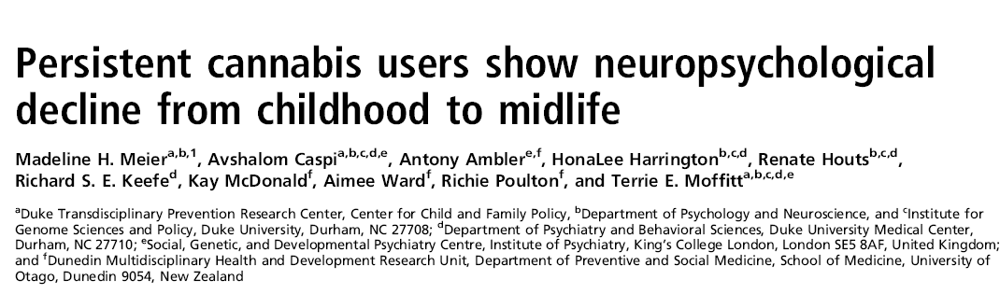 Persistent cannabis users show neuropsychological
decline from childhood to midlife
Madeline H. Meierᵃ,ᵇ,¹, Avshalom Caspiᵃ,ᵇ,ᶜ,ᵈ,ᵉ, Antony Amblerᵉ,ᶠ, HonaLee Harringtonᵇ,ᶜ,ᵈ, Renate Houtsᵇ,ᶜ,ᵈ,
Richard S. E. Keefeᵈ, Kay McDonaldᶠ, Aimee Wardᶠ, Richie Poultonᶠ, and Terrie E. Moffittᵃ,ᵇ,ᶜ,ᵈ,ᵉ
ᵃDuke Transdisciplinary Prevention Research Center, Center for Child and Family Policy, ᵇDepartment of Psychology and Neuroscience, and ᶜInstitute for
Genome Sciences and Policy, Duke University, Durham, NC 27708; ᵈDepartment of Psychiatry and Behavioral Sciences, Duke University Medical Center,
Durham, NC 27710; ᵉSocial, Genetic, and Developmental Psychiatry Centre, Institute of Psychiatry, King's College London, London SE5 8AF, United Kingdom;
and ᶠDunedin Multidisciplinary Health and Development Research Unit, Department of Preventive and Social Medicine, School of Medicine, University of
Otago, Dunedin 9054, New Zealand